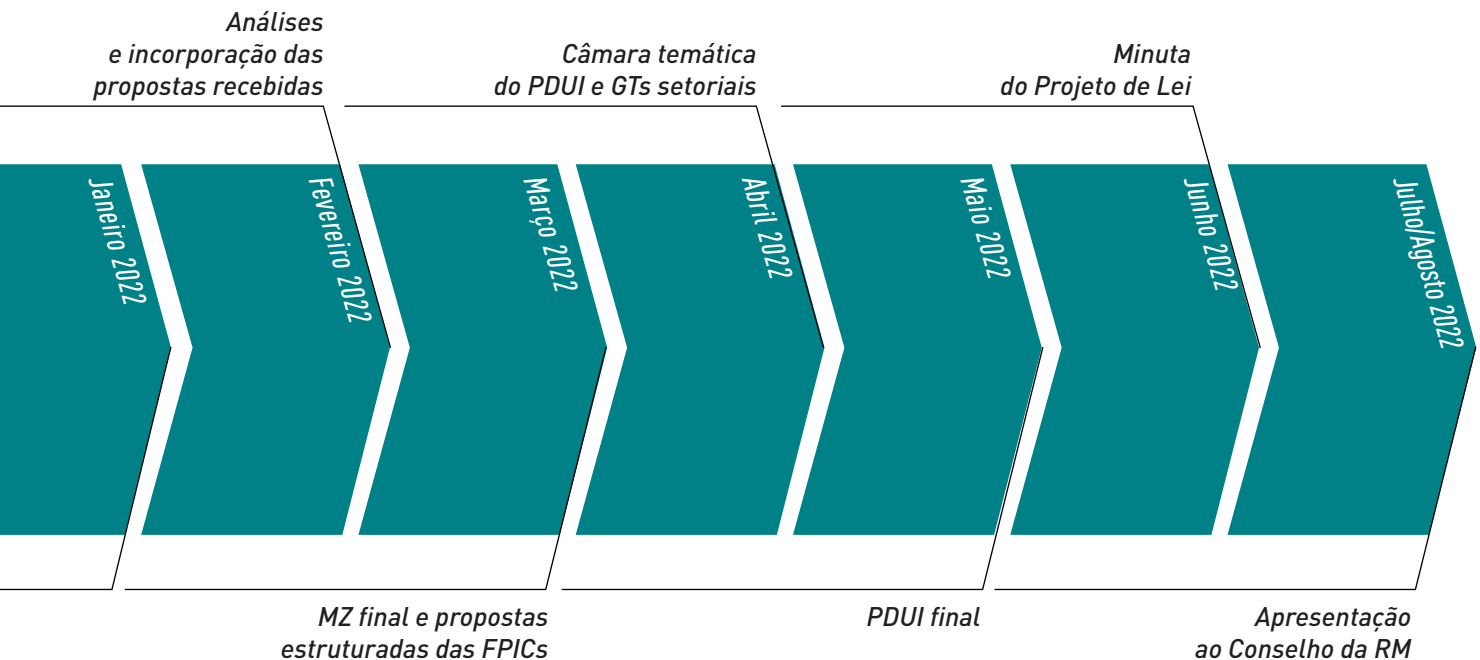 Análises
e incorporação das
propostas recebidas
Câmara temática
do PDUI e GTs setoriais
Minuta
do Projeto de Lei
Janeiro 2022
Fevereiro 2022
Março 2022
Abril 2022
Maio 2022
Junho 2022
Julho/Agosto 2022
MZ final e propostas
estruturadas das FPICs
PDUI final
Apresentação
ao Conselho da RM